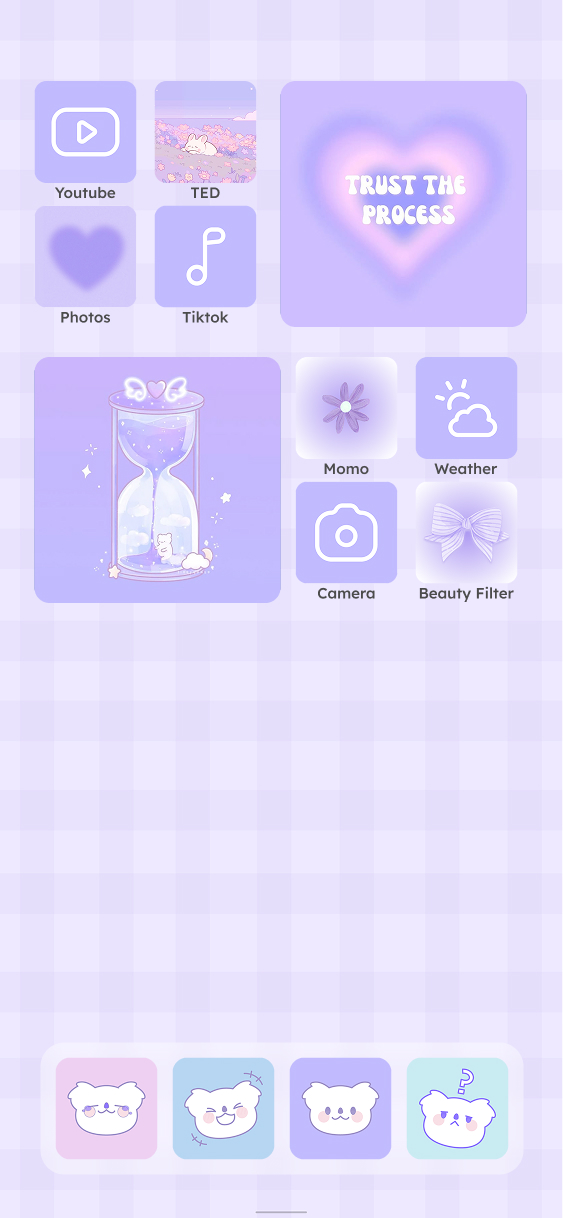 Youtube
TED
TRUST THE
PROCESS
Photos
Tiktok
Momo
Weather
Camera
Beauty Filter
?